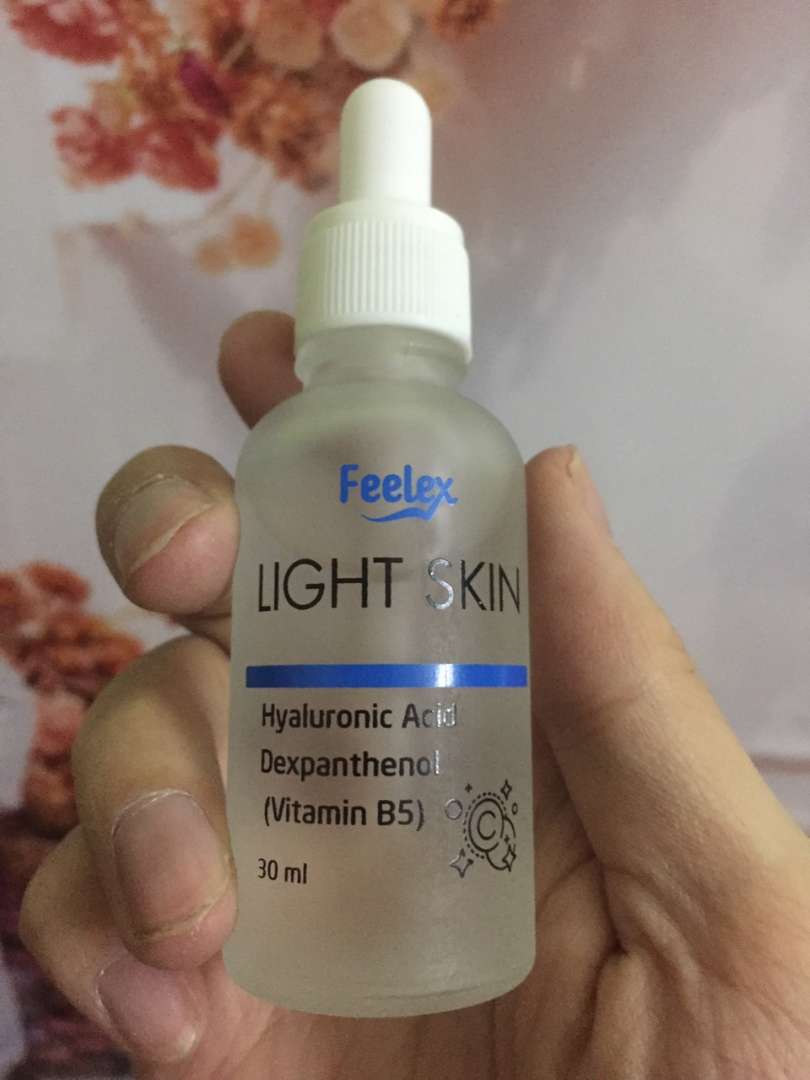 Feelex
LIGHT SKIN
Hyaluronic Acid
Dexpanthenol
(Vitamin B5)
C
30 ml